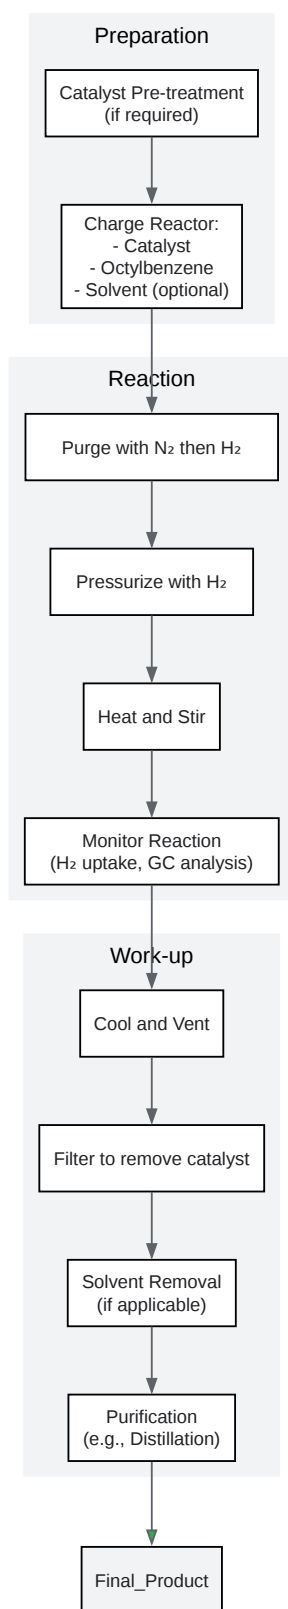 Preparation
Catalyst Pre-treatment
(if required)
Charge Reactor:
- Catalyst
- Octylbenzene
- Solvent (optional)
Reaction
Purge with N₂ then H₂
Pressurize with H₂
Heat and Stir
Monitor Reaction
(H₂ uptake, GC analysis)
Work-up
Cool and Vent
Filter to remove catalyst
Solvent Removal
(if applicable)
Purification
(e.g., Distillation)
Final_Product